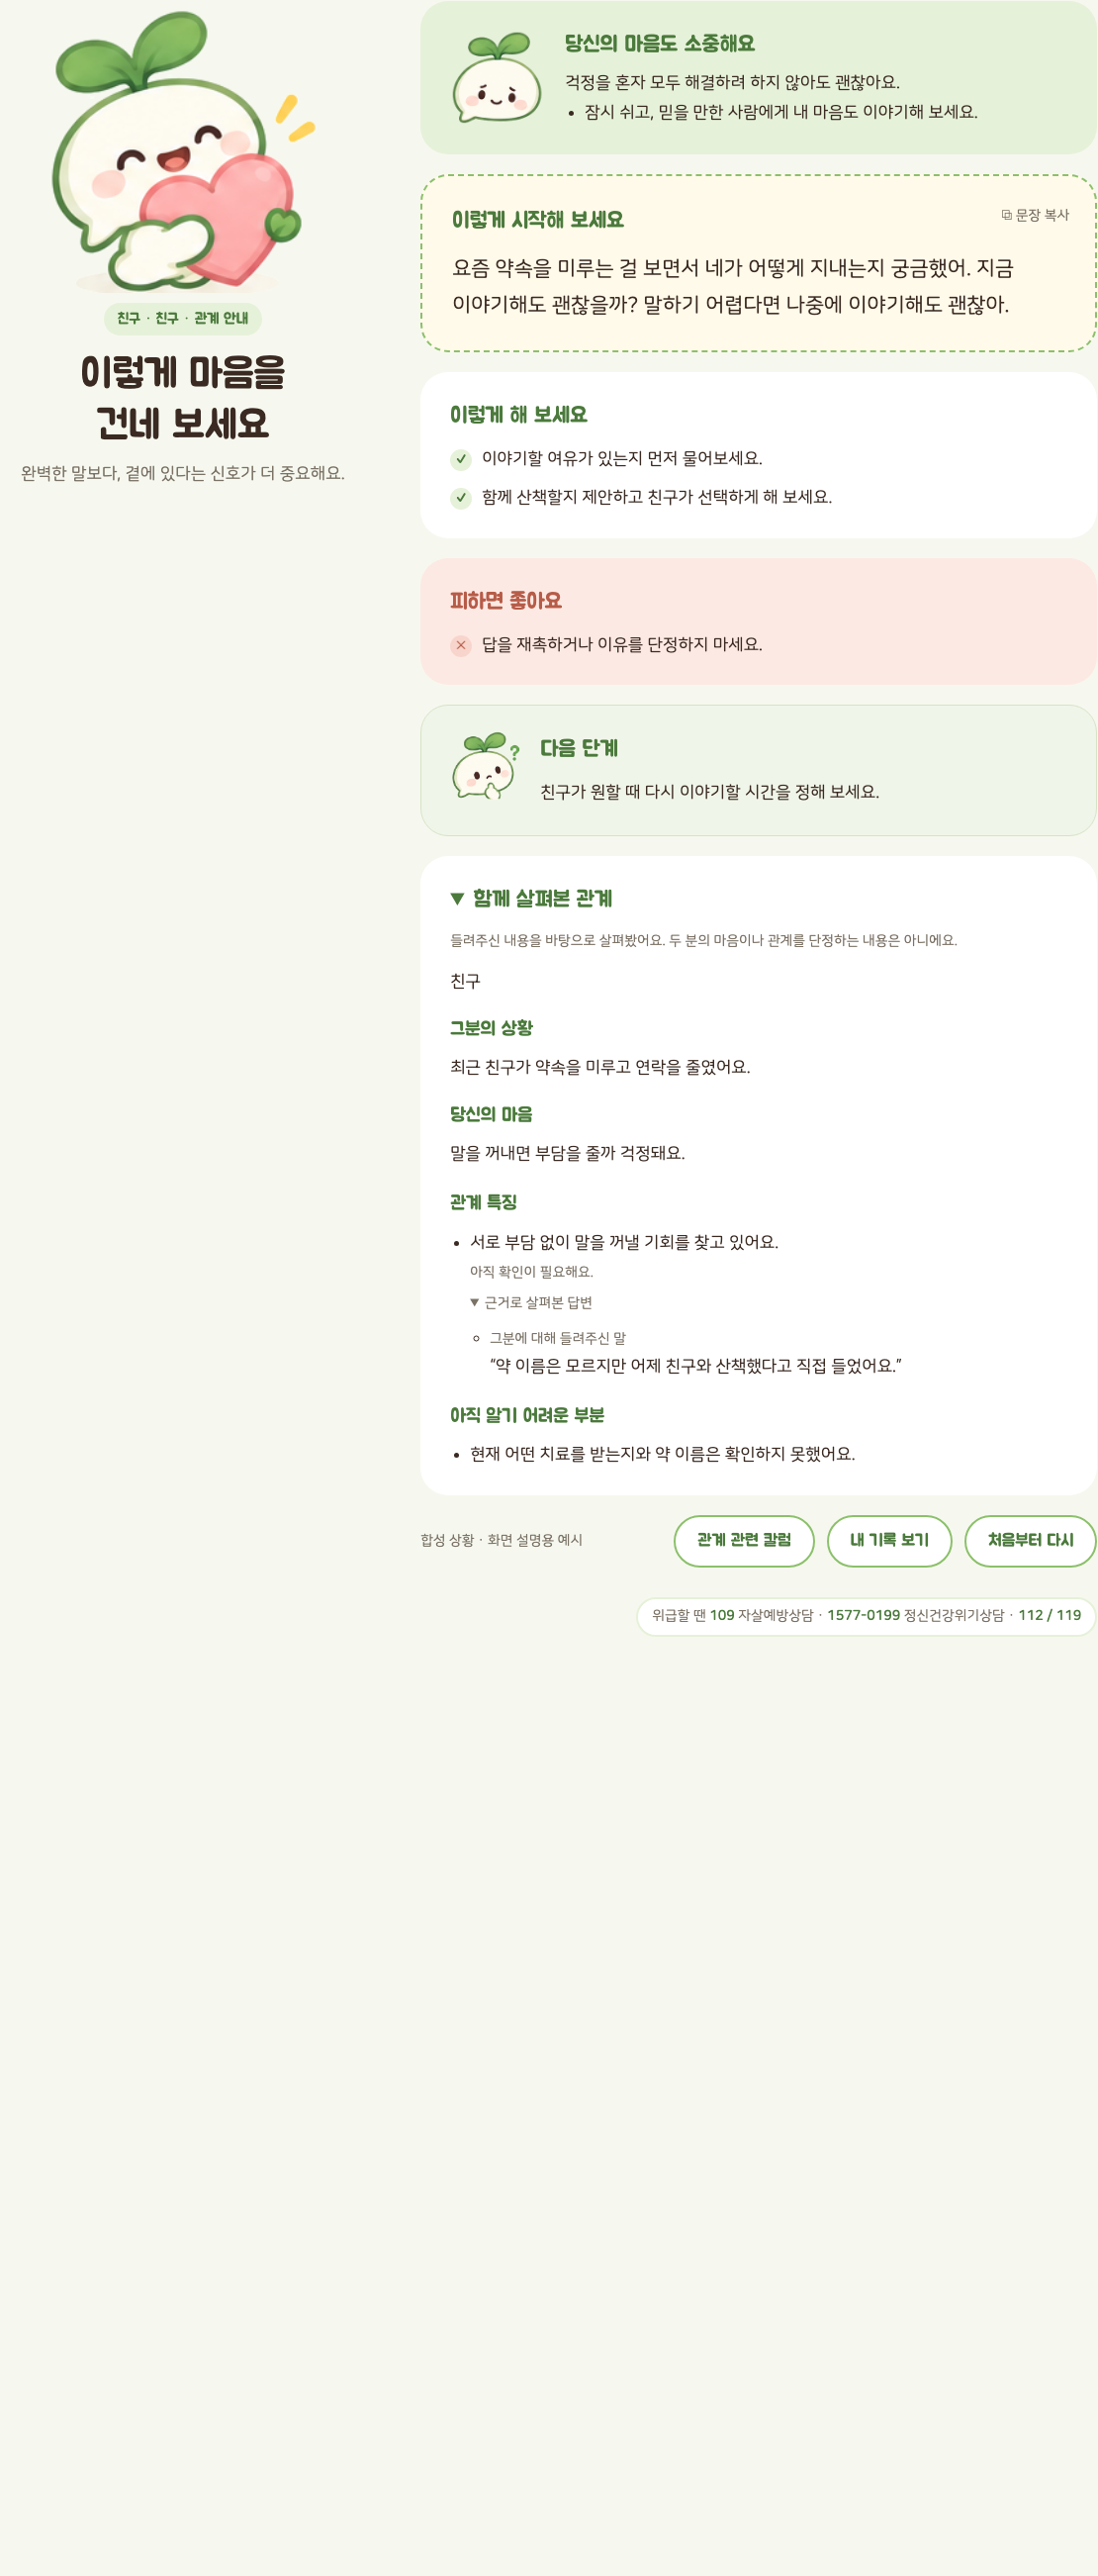 친구 · 친구 · 관계 안내
이렇게 마음을
건네 보세요
완벽한 말보다, 곁에 있다는 신호가 더 중요해요.
당신의 마음도 소중해요
걱정을 혼자 모두 해결하려 하지 않아도 괜찮아요.
• 잠시 쉬고, 믿을 만한 사람에게 내 마음도 이야기해 보세요.
이렇게 시작해 보세요
문장 복사
요즘 약속을 미루는 걸 보면서 네가 어떻게 지내는지 궁금했어. 지금
이야기해도 괜찮을까? 말하기 어렵다면 나중에 이야기해도 괜찮아.
이렇게 해 보세요
이야기할 여유가 있는지 먼저 물어보세요.
함께 산책할지 제안하고 친구가 선택하게 해 보세요.
피하면 좋아요
답을 재촉하거나 이유를 단정하지 마세요.
?
다음 단계
친구가 원할 때 다시 이야기할 시간을 정해 보세요.
▼ 함께 살펴본 관계
들려주신 내용을 바탕으로 살펴봤어요. 두 분의 마음이나 관계를 단정하는 내용은 아니에요.
친구
그분의 상황
최근 친구가 약속을 미루고 연락을 줄였어요.
당신의 마음
말을 꺼내면 부담을 줄까 걱정돼요.
관계 특징
• 서로 부담 없이 말을 꺼낼 기회를 찾고 있어요.
아직 확인이 필요해요.
▼ 근거로 살펴본 답변
◦ 그분에 대해 들려주신 말
“약 이름은 모르지만 어제 친구와 산책했다고 직접 들었어요.”
아직 알기 어려운 부분
• 현재 어떤 치료를 받는지와 약 이름은 확인하지 못했어요.
합성 상황 · 화면 설명용 예시
관계 관련 칼럼
내 기록 보기
처음부터 다시
위급할 땐 109 자살예방상담 · 1577-0199 정신건강위기상담 · 112 / 119